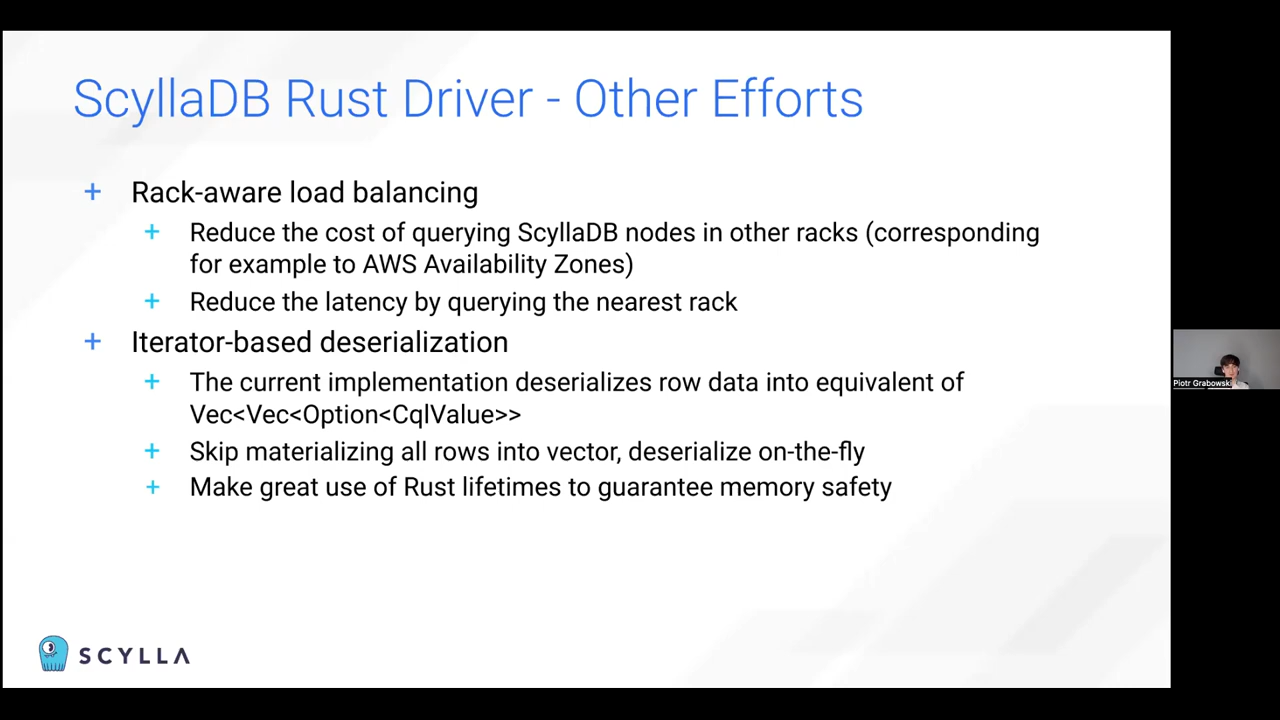 ScyllaDB Rust Driver - Other Efforts
+ Rack-aware load balancing
+ Reduce the cost of querying ScyllaDB nodes in other racks (corresponding
for example to AWS Availability Zones)
+ Reduce the latency by querying the nearest rack
+ Iterator-based deserialization
+ The current implementation deserializes row data into equivalent of
Vec<Vec<Option<CqlValue>>
+ Skip materializing all rows into vector, deserialize on-the-fly
+ Make great use of Rust lifetimes to guarantee memory safety
SCYLLA
Piotr Grabowski